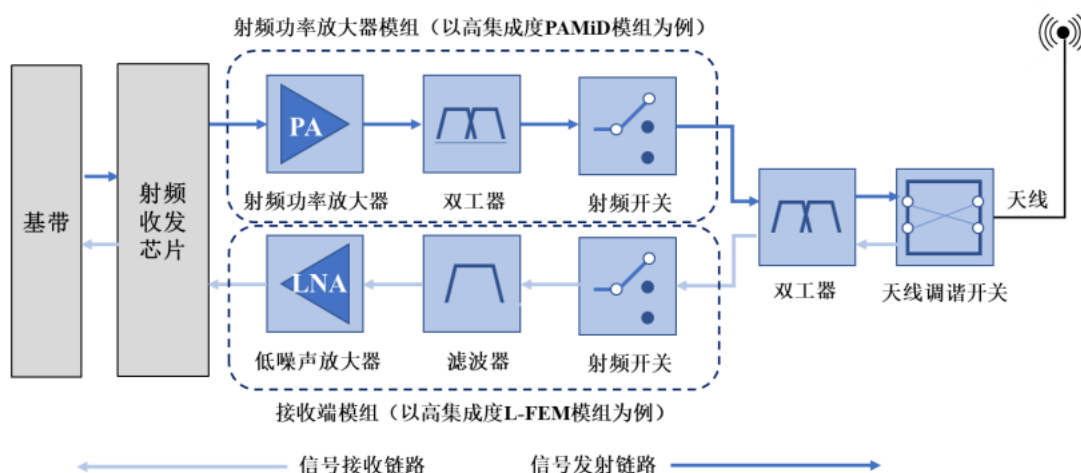 射频功率放大器模组（以高集成度PAMiD模组为例）
基带
射频
收发
芯片
PA
射频功率放大器
双工器
射频开关
LNA
低噪声放大器
滤波器
射频开关
双工器
天线调谐开关
天线
接收端模组（以高集成度L-FEM模组为例）
信号接收链路
信号发射链路